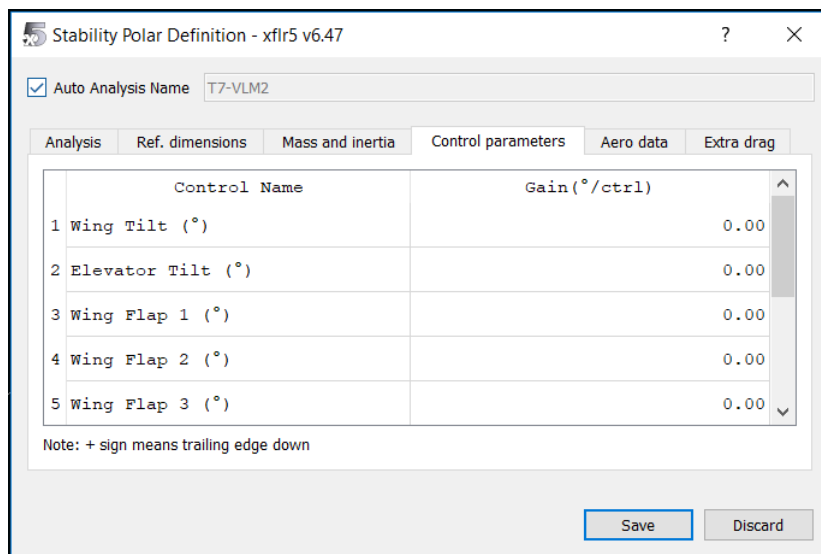 Stability Polar Definition - xflr5 v6.47 ?
Auto Analysis Name T7-VLM2
Analysis Ref. dimensions Mass and inertia Control parameters Aero data Extra drag
Control Name Gain(°/ctrl)
1 Wing Tilt (°) 0.00
2 Elevator Tilt (°) 0.00
3 Wing Flap 1 (°) 0.00
4 Wing Flap 2 (°) 0.00
5 Wing Flap 3 (°) 0.00
Note: + sign means trailing edge down
Save Discard